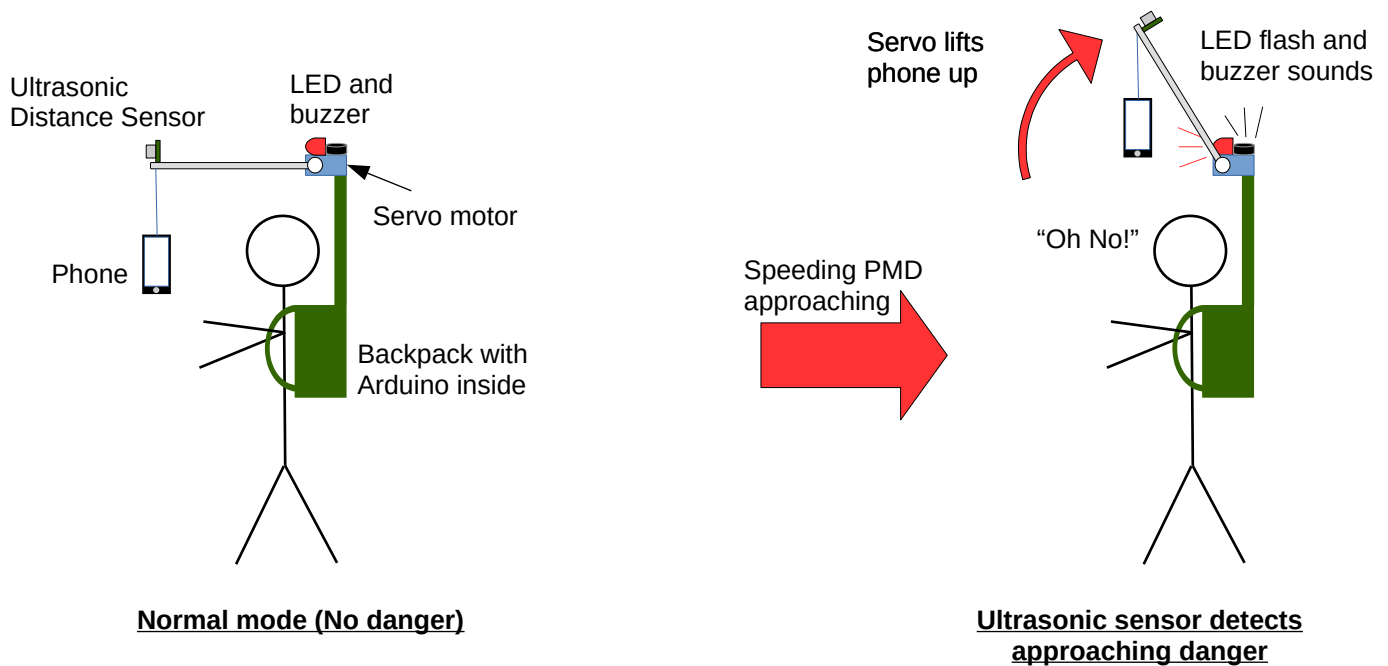 Ultrasonic
Distance Sensor
LED and
buzzer
Servo motor
Phone
Backpack with
Arduino inside
Normal mode (No danger)
Servo lifts
phone up
LED flash and
buzzer sounds
“Oh No!”
Speeding PMD
approaching
Ultrasonic sensor detects
approaching danger